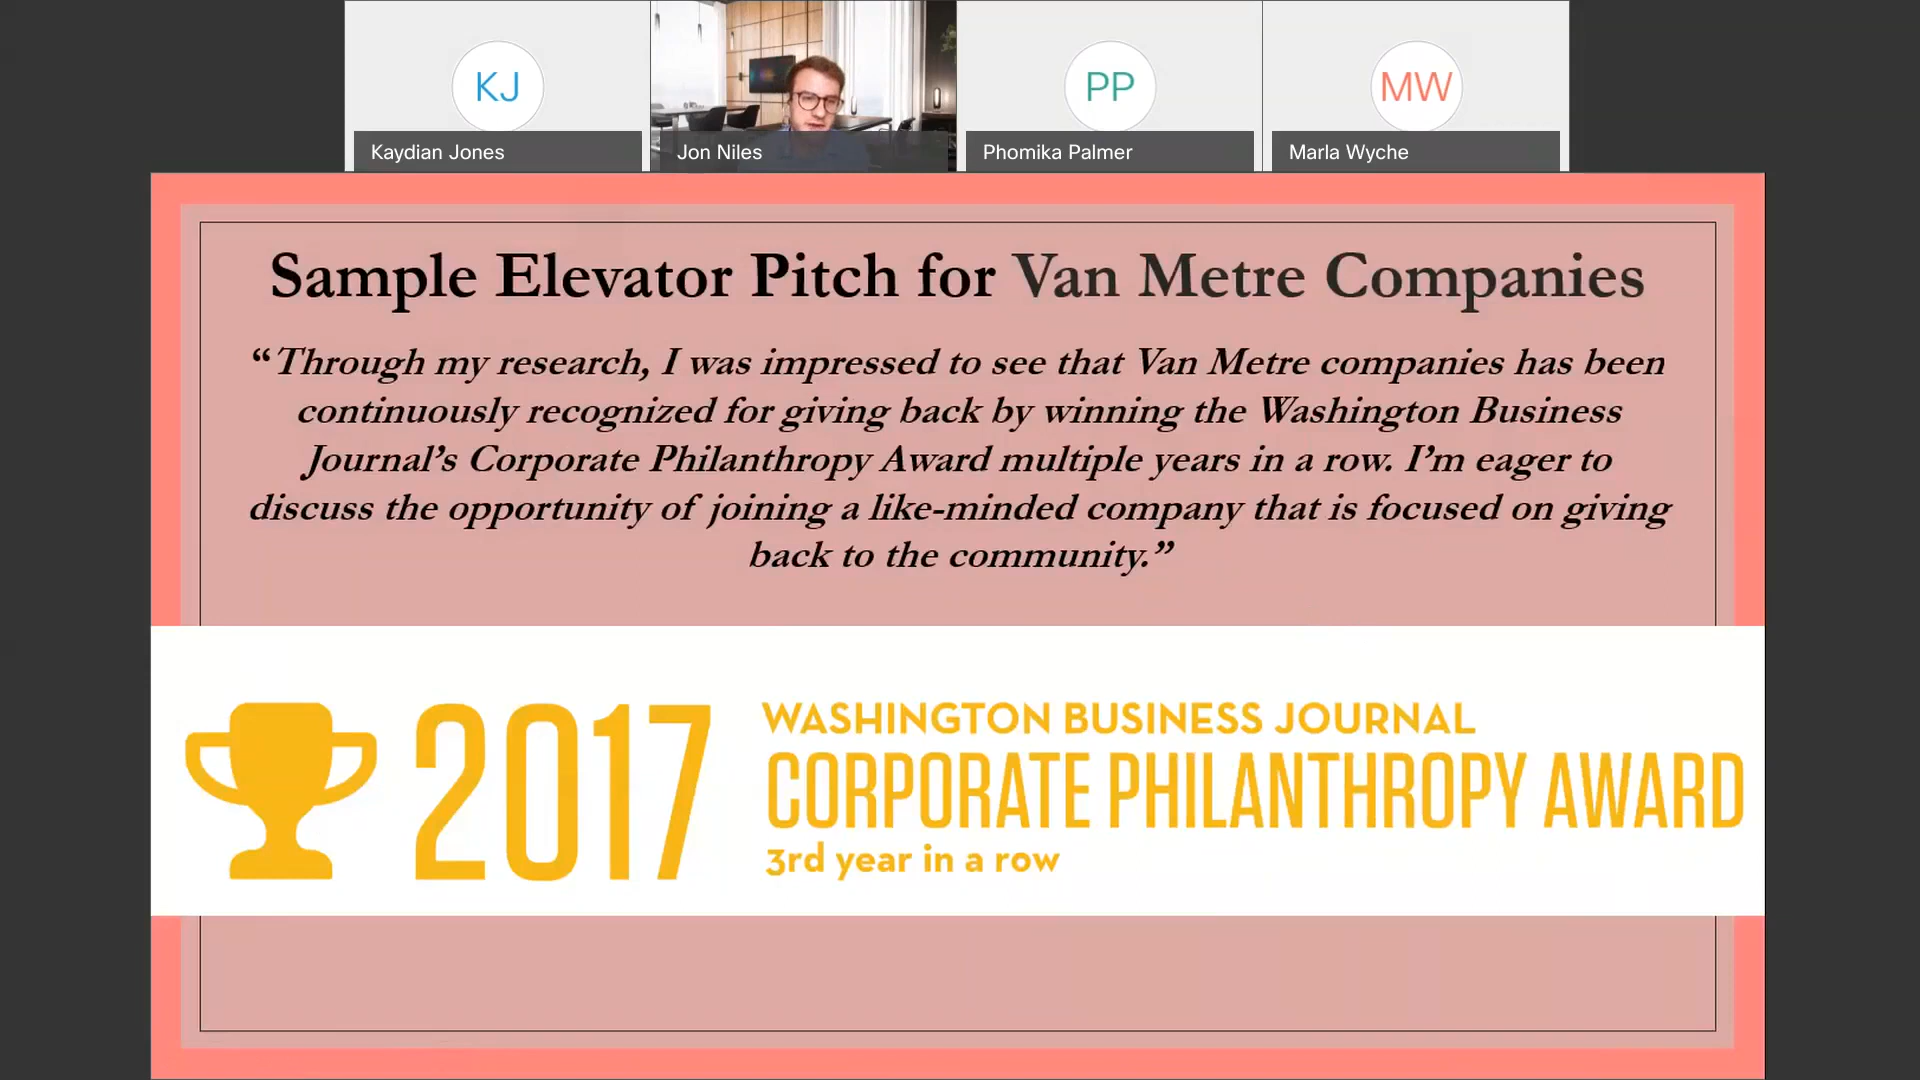 KJ
Kaydian Jones
Jon Niles
PP
Phomika Palmer
MW
Marla Wyche
Sample Elevator Pitch for Van Metre Companies
“Through my research, I was impressed to see that Van Metre companies has been
continuously recognized for giving back by winning the Washington Business
Journal’s Corporate Philanthropy Award multiple years in a row. I’m eager to
discuss the opportunity of joining a like-minded company that is focused on giving
back to the community.”
2017
WASHINGTON BUSINESS JOURNAL
CORPORATE PHILANTHROPY AWARD
3rd year in a row